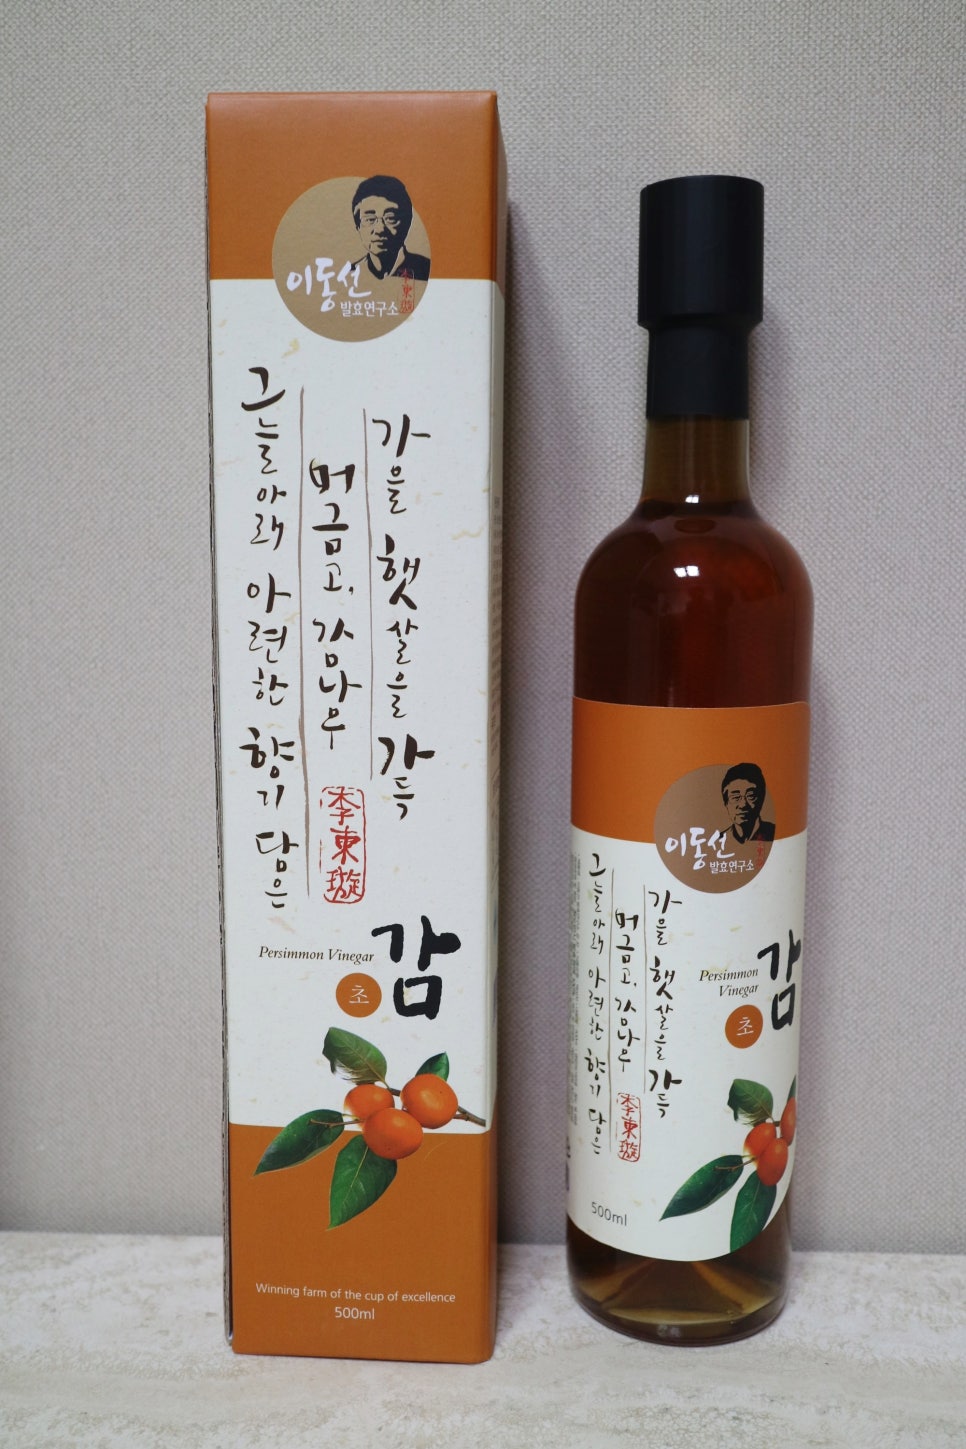 이동선
발효연구소
李東璇
가을 햇살을 가득
머금고, 감나무
그늘아래 아련한 향기 담은
李東璇
Persimmon Vinegar
감
초
Winning farm of the cup of excellence
500ml
이동선
발효연구소
가을 햇살을 가득
머금고, 감나무
그늘아래 아련한 향기 담은
李東璇
Persimmon
Vinegar
감
초
500ml